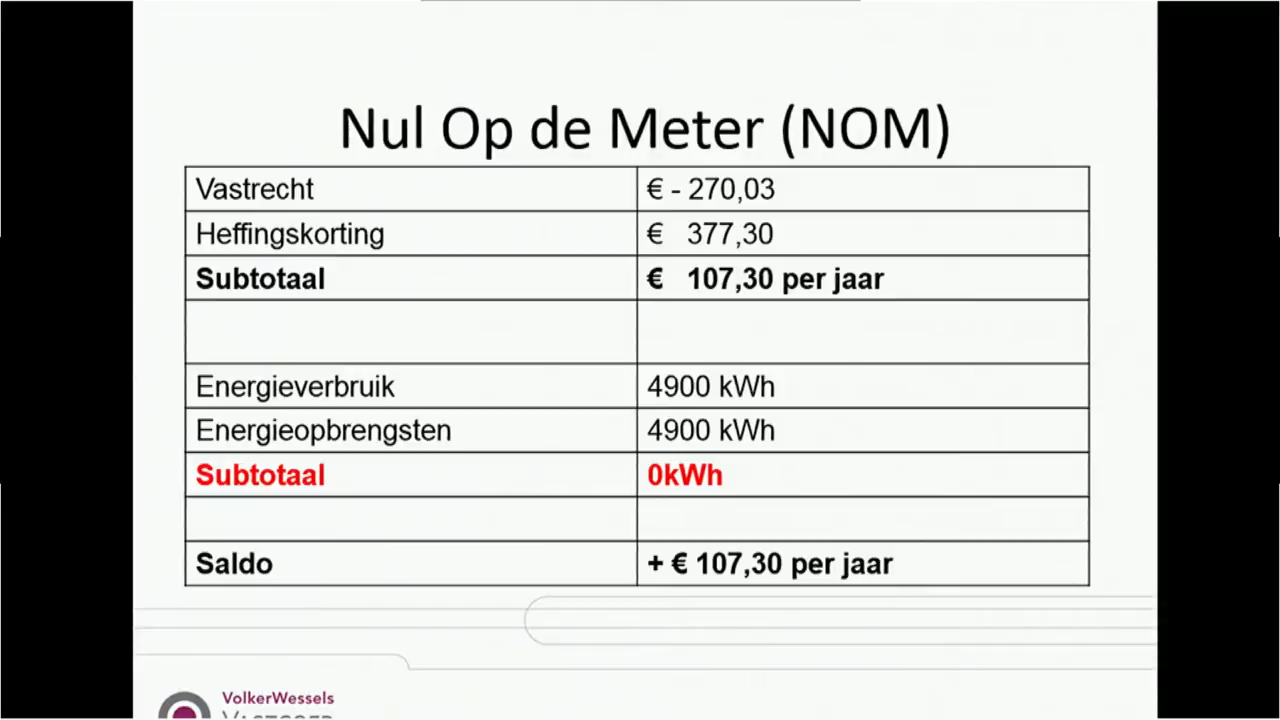 Nul Op de Meter (NOM)
Vastrecht € - 270,03
Heffingskorting € 377,30
Subtotaal € 107,30 per jaar
Energieverbruik 4900 kWh
Energieopbrengsten 4900 kWh
Subtotaal 0kWh
Saldo + € 107,30 per jaar
VolkerWessels